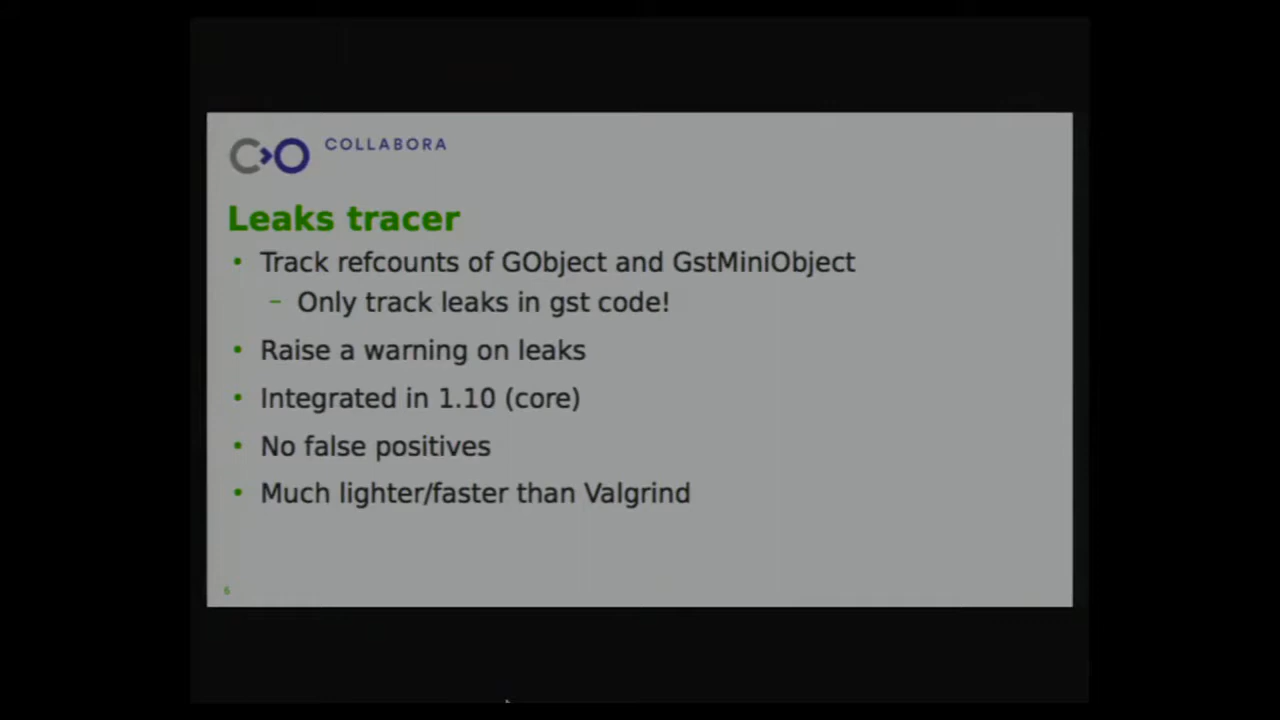 COLLABORA
Leaks tracer
• Track refcounts of GObject and GstMiniObject
– Only track leaks in gst code!
• Raise a warning on leaks
• Integrated in 1.10 (core)
• No false positives
• Much lighter/faster than Valgrind
6